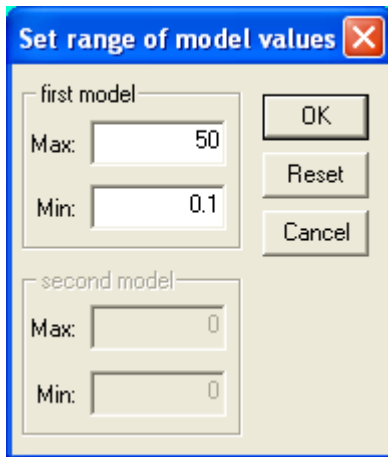 Set range of model values
first model
Max: 50
Min: 0.1
OK
Reset
Cancel
second model
Max: 0
Min: 0